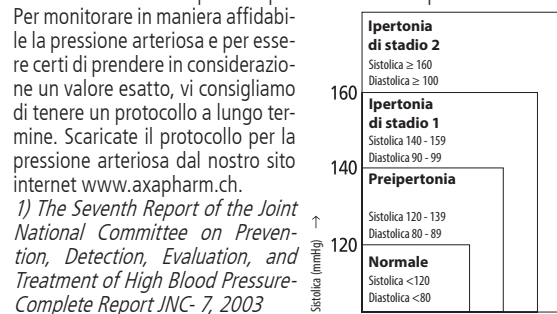 Per monitorare in maniera affidabi-
le la pressione arteriosa e per esse-
re certi di prendere in considerazio-
ne un valore esatto, vi consigliamo
di tenere un protocollo a lungo ter-
mine. Scaricate il protocollo per la
pressione arteriosa dal nostro sito
internet www.axapharm.ch.
1) The Seventh Report of the Joint
National Committee on Preven-
tion, Detection, Evaluation, and
Treatment of High Blood Pressure-
Complete Report JNC- 7, 2003
Ipertonia
di stadio 2
Sistolica ≥ 160
Diastolica ≥ 100
160
Ipertonia
di stadio 1
Sistolica 140 - 159
Diastolica 90 - 99
140
Preipertonia
Sistolica 120 - 139
Diastolica 80 - 89
120
Normale
Sistolica <120
Diastolica <80
Sistolica (mmHg) →